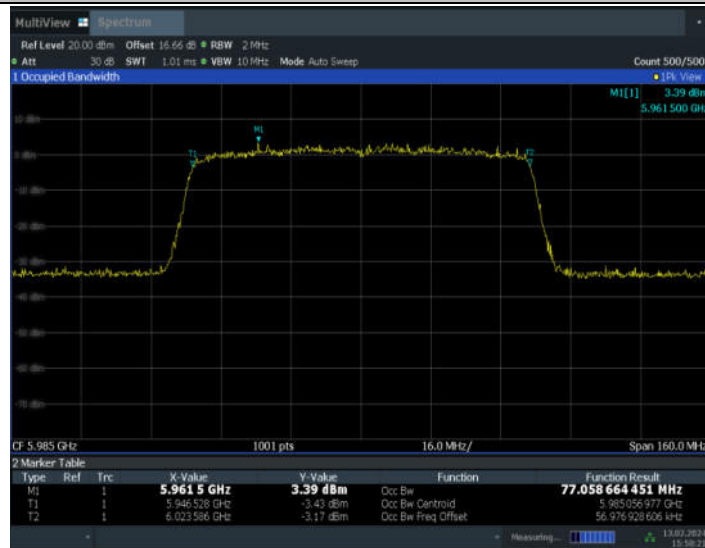 MultiView Spectrum
Ref Level 20.00 dBm Offset 16.66 dB RBW 2 MHz
Att 30 dB SWT 1.01 ms VBW 10 MHz Mode Auto Sweep Count 500/500
1 Occupied Bandwidth 1Pk View
M1[1] 3.39 dBm
5.961 500 GHz
10 dBm
M1
0 dBm
T1 T2
-10 dBm
-20 dBm
-30 dBm
-40 dBm
-50 dBm
-60 dBm
-70 dBm
CF 5.985 GHz 1001 pts 16.0 MHz/ Span 160.0 MHz
2 Marker Table
Type Ref Trc X-Value Y-Value Function Function Result
M1 1 5.961 5 GHz 3.39 dBm Occ Bw 77.058 664 451 MHz
T1 1 5.946 528 GHz -3.43 dBm Occ Bw Centroid 5.985 056 977 GHz
T2 1 6.023 586 GHz -3.17 dBm Occ Bw Freq Offset 56.976 928 606 kHz
Measuring...
15:58:21